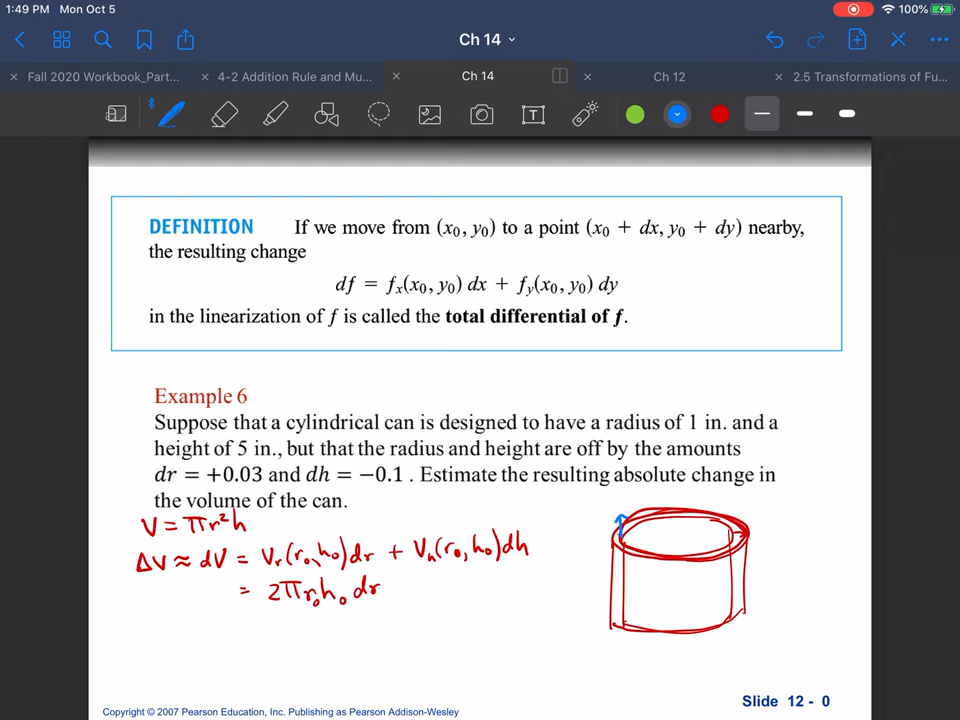 1:49 PM Mon Oct 5
100%
Ch 14
Fall 2020 Workbook_Part...
4-2 Addition Rule and Mu...
Ch 14
Ch 12
2.5 Transformations of Fu...
DEFINITION If we move from (x₀, y₀) to a point (x₀ + dx, y₀ + dy) nearby,
the resulting change
df = fₓ(x₀, y₀) dx + f_y(x₀, y₀) dy
in the linearization of f is called the total differential of f.
Example 6
Suppose that a cylindrical can is designed to have a radius of 1 in. and a
height of 5 in., but that the radius and height are off by the amounts
dr = +0.03 and dh = −0.1 . Estimate the resulting absolute change in
the volume of the can.
V = πr²h
ΔV ≈ dV = Vᵣ(r₀, h₀)dr + Vₕ(r₀, h₀)dh
= 2πr₀h₀ dr
Slide 12 - 0
Copyright © 2007 Pearson Education, Inc. Publishing as Pearson Addison-Wesley